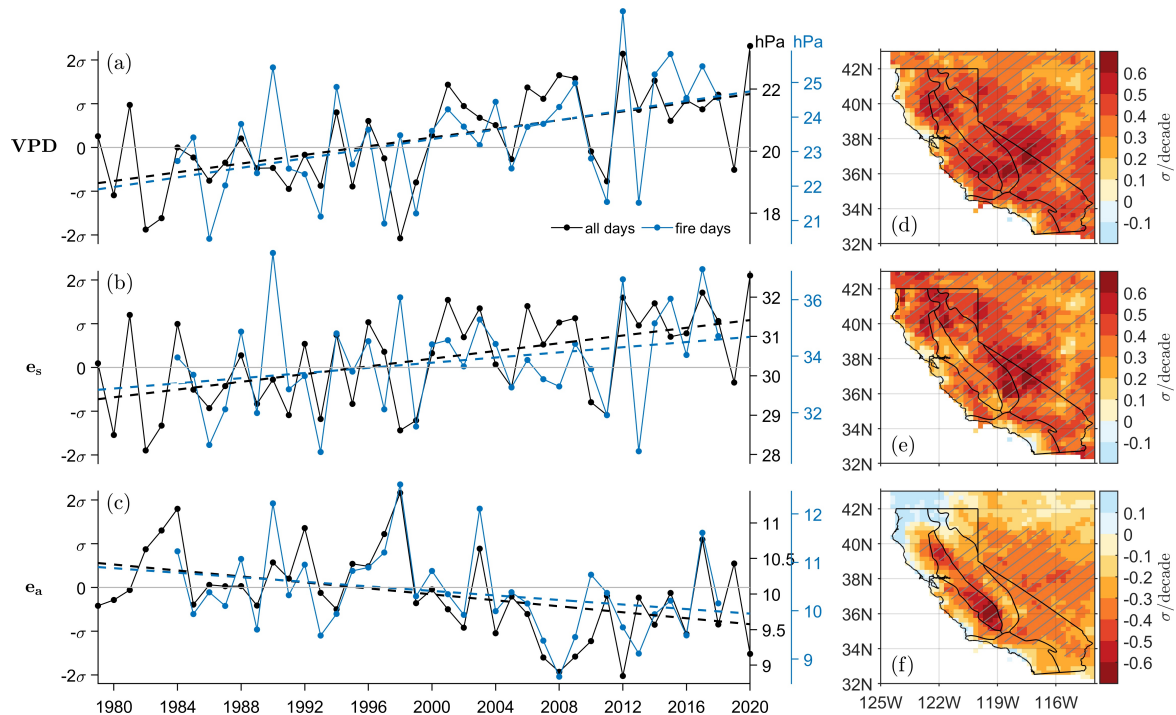 hPa hPa
(a)
VPD
2σ
σ
0
-σ
-2σ
22
20
18
25
24
23
22
21
all days
fire days
(b)
e_s
2σ
σ
0
-σ
-2σ
32
31
30
29
28
36
34
32
(c)
e_a
2σ
σ
0
-σ
-2σ
11
10.5
10
9.5
9
12
11
10
9
1980 1984 1988 1992 1996 2000 2004 2008 2012 2016 2020
42N
40N
38N
36N
34N
32N
(d)
0.6
0.5
0.4
0.3
0.2
0.1
0
-0.1
σ/decade
42N
40N
38N
36N
34N
32N
(e)
0.6
0.5
0.4
0.3
0.2
0.1
0
-0.1
σ/decade
42N
40N
38N
36N
34N
32N
(f)
0.1
0
-0.1
-0.2
-0.3
-0.4
-0.5
-0.6
σ/decade
125W 122W 119W 116W